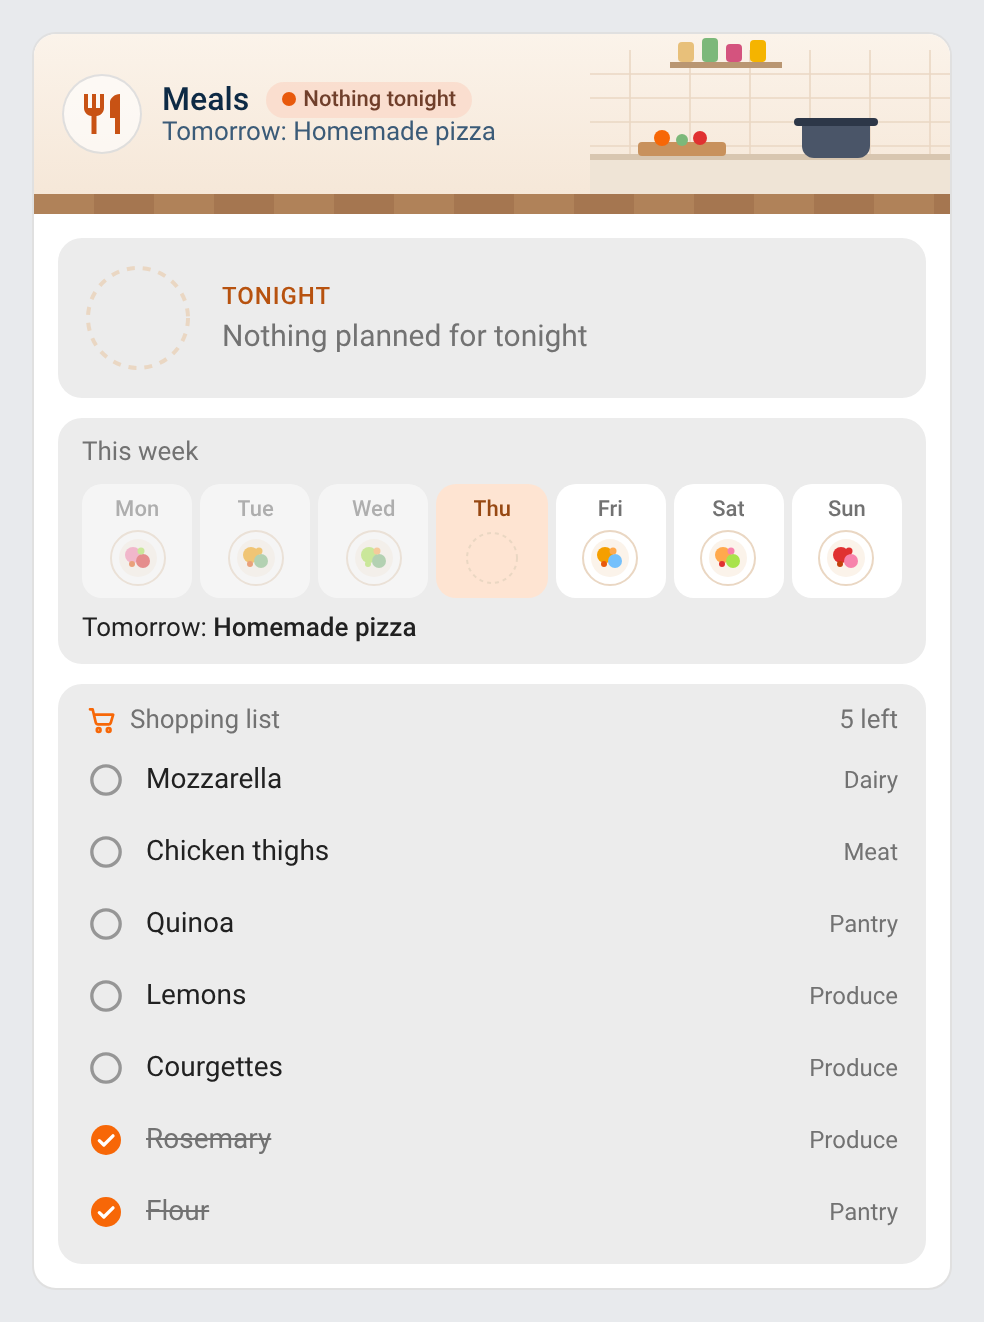 Meals
Nothing tonight
Tomorrow: Homemade pizza
TONIGHT
Nothing planned for tonight
This week
Mon Tue Wed Thu Fri Sat Sun
Tomorrow: Homemade pizza
Shopping list 5 left
Mozzarella Dairy
Chicken thighs Meat
Quinoa Pantry
Lemons Produce
Courgettes Produce
Rosemary Produce
Flour Pantry